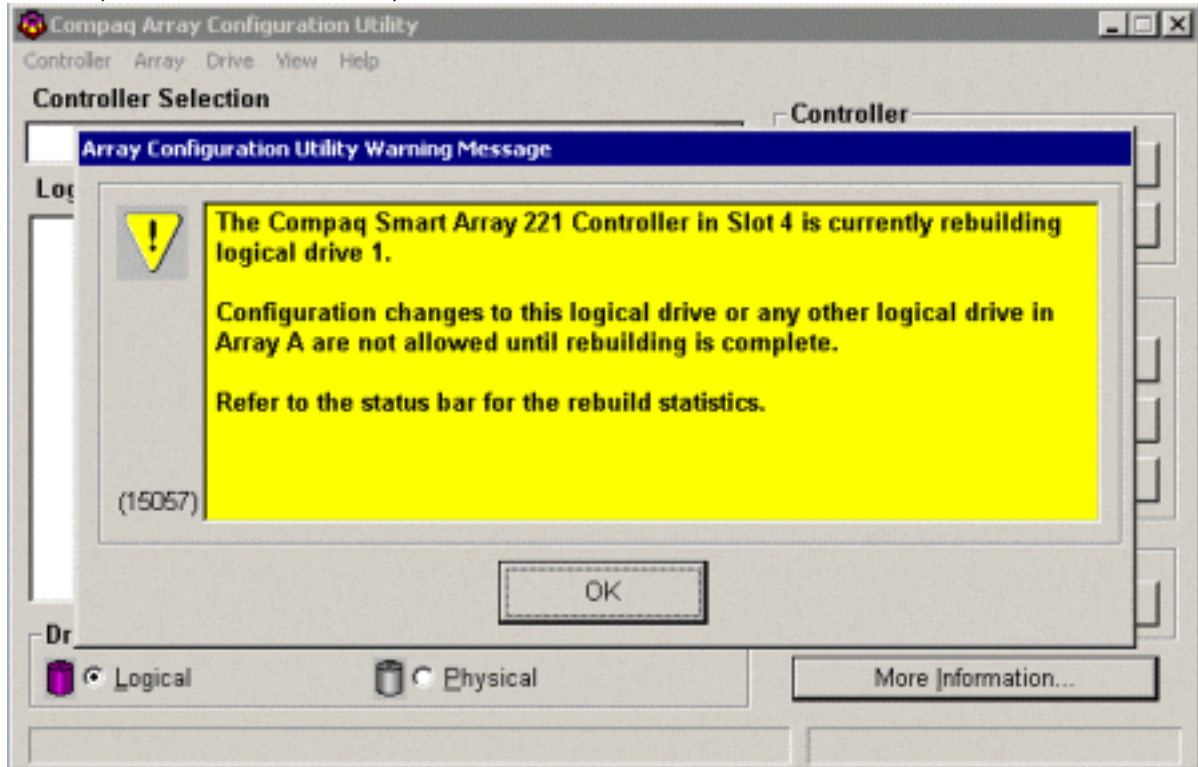 Compaq Array Configuration Utility
Controller Array Drive View Help
Controller Selection
Controller
Array Configuration Utility Warning Message
Log
The Compaq Smart Array 221 Controller in Slot 4 is currently rebuilding
logical drive 1.
Configuration changes to this logical drive or any other logical drive in
Array A are not allowed until rebuilding is complete.
Refer to the status bar for the rebuild statistics.
(15057)
OK
Dr
Logical
Physical
More Information...